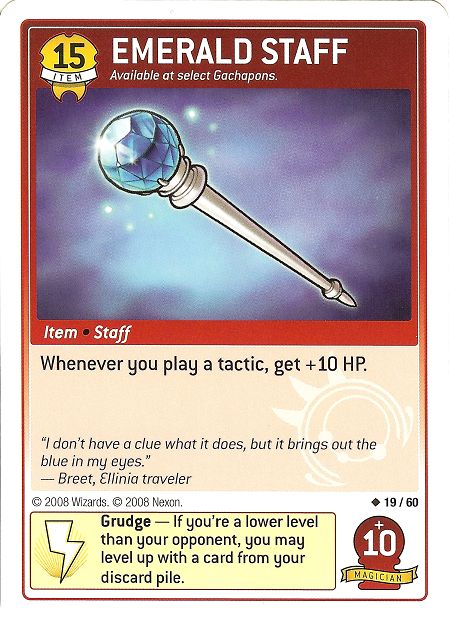 15
ITEM
EMERALD STAFF
Available at select Gachapons.
Item • Staff
Whenever you play a tactic, get +10 HP.
“I don’t have a clue what it does, but it brings out the
blue in my eyes.”
— Breet, Ellinia traveler
© 2008 Wizards. © 2008 Nexon.
◆ 19 / 60
Grudge — If you’re a lower level
than your opponent, you may
level up with a card from your
discard pile.
+
10
MAGICIAN